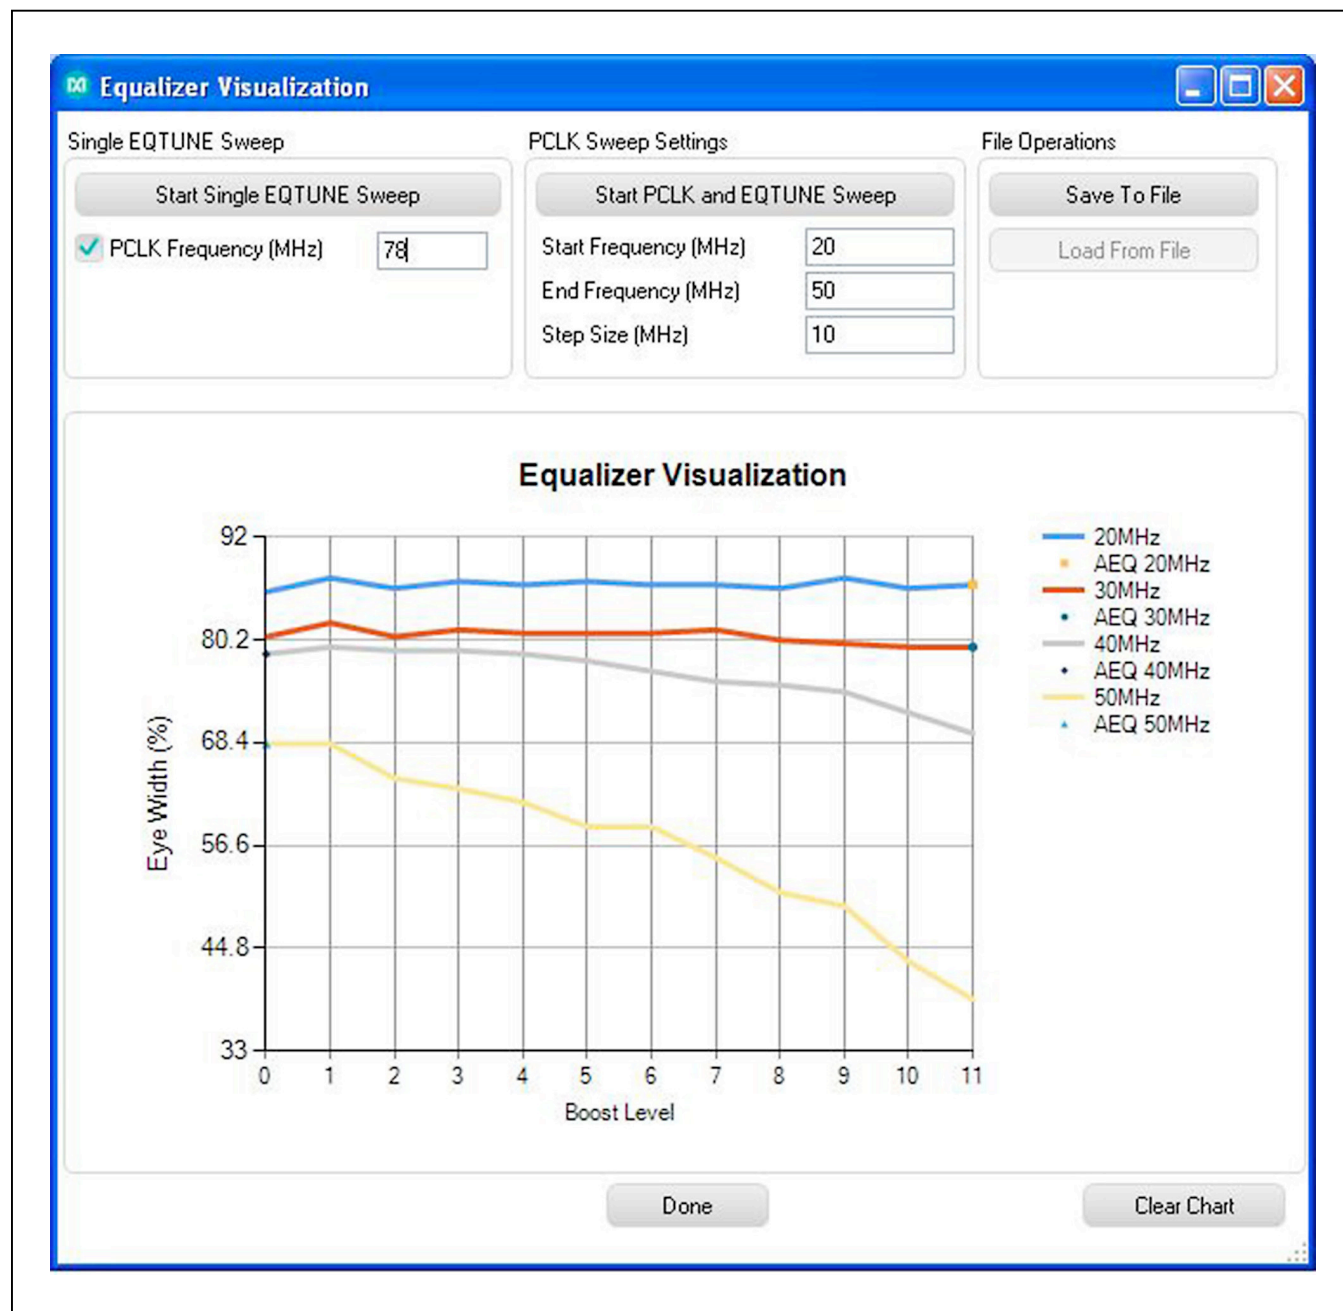 Equalizer Visualization
Single EQTUNE Sweep
Start Single EQTUNE Sweep
PCLK Frequency (MHz) 78
PCLK Sweep Settings
Start PCLK and EQTUNE Sweep
Start Frequency (MHz) 20
End Frequency (MHz) 50
Step Size (MHz) 10
File Operations
Save To File
Load From File
Equalizer Visualization
Eye Width (%)
92
80.2
68.4
56.6
44.8
33
0 1 2 3 4 5 6 7 8 9 10 11
Boost Level
20MHz
AEQ 20MHz
30MHz
AEQ 30MHz
40MHz
AEQ 40MHz
50MHz
AEQ 50MHz
Done
Clear Chart